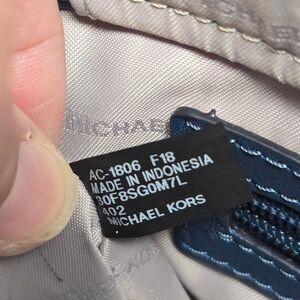 MICHAEL
AC-1806 F18
MADE IN INDONESIA
30F8SG0M7L
402
MICHAEL KORS